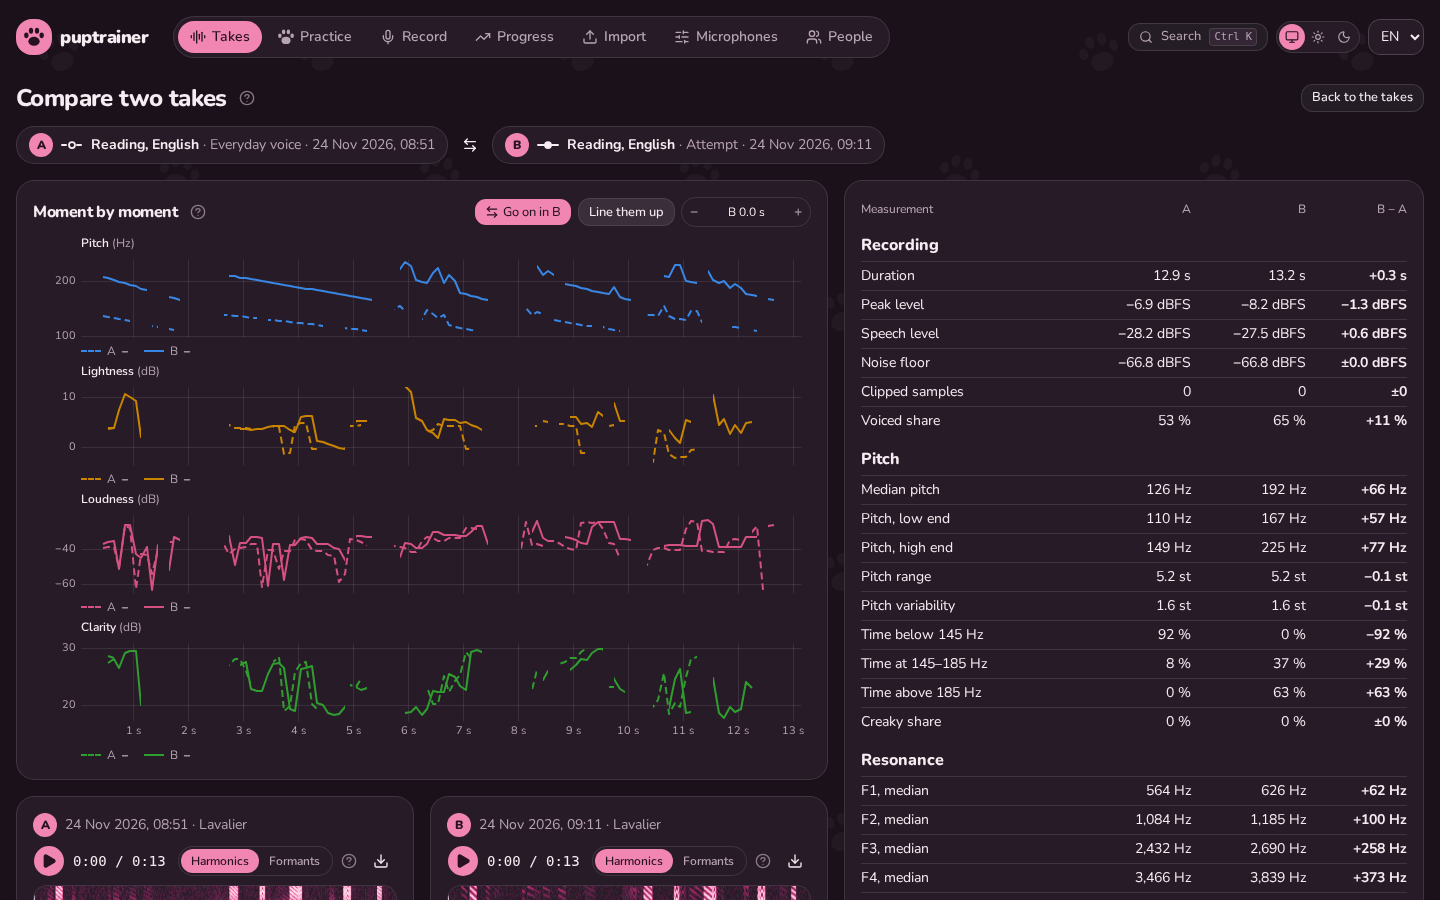 puptrainer
Takes
Practice
Record
Progress
Import
Microphones
People
Search Ctrl K
EN
Compare two takes
Back to the takes
A Reading, English · Everyday voice · 24 Nov 2026, 08:51
B Reading, English · Attempt · 24 Nov 2026, 09:11
Moment by moment
Go on in B
Line them up
− B 0.0 s +
Pitch (Hz)
200
100
A – B –
Lightness (dB)
10
0
A – B –
Loudness (dB)
−40
−60
A – B –
Clarity (dB)
30
20
1 s 2 s 3 s 4 s 5 s 6 s 7 s 8 s 9 s 10 s 11 s 12 s 13 s
A – B –
A 24 Nov 2026, 08:51 · Lavalier
0:00 / 0:13 Harmonics Formants
B 24 Nov 2026, 09:11 · Lavalier
0:00 / 0:13 Harmonics Formants
Measurement A B B − A
Recording
Duration 12.9 s 13.2 s +0.3 s
Peak level −6.9 dBFS −8.2 dBFS −1.3 dBFS
Speech level −28.2 dBFS −27.5 dBFS +0.6 dBFS
Noise floor −66.8 dBFS −66.8 dBFS ±0.0 dBFS
Clipped samples 0 0 ±0
Voiced share 53 % 65 % +11 %
Pitch
Median pitch 126 Hz 192 Hz +66 Hz
Pitch, low end 110 Hz 167 Hz +57 Hz
Pitch, high end 149 Hz 225 Hz +77 Hz
Pitch range 5.2 st 5.2 st −0.1 st
Pitch variability 1.6 st 1.6 st −0.1 st
Time below 145 Hz 92 % 0 % −92 %
Time at 145–185 Hz 8 % 37 % +29 %
Time above 185 Hz 0 % 63 % +63 %
Creaky share 0 % 0 % ±0 %
Resonance
F1, median 564 Hz 626 Hz +62 Hz
F2, median 1,084 Hz 1,185 Hz +100 Hz
F3, median 2,432 Hz 2,690 Hz +258 Hz
F4, median 3,466 Hz 3,839 Hz +373 Hz